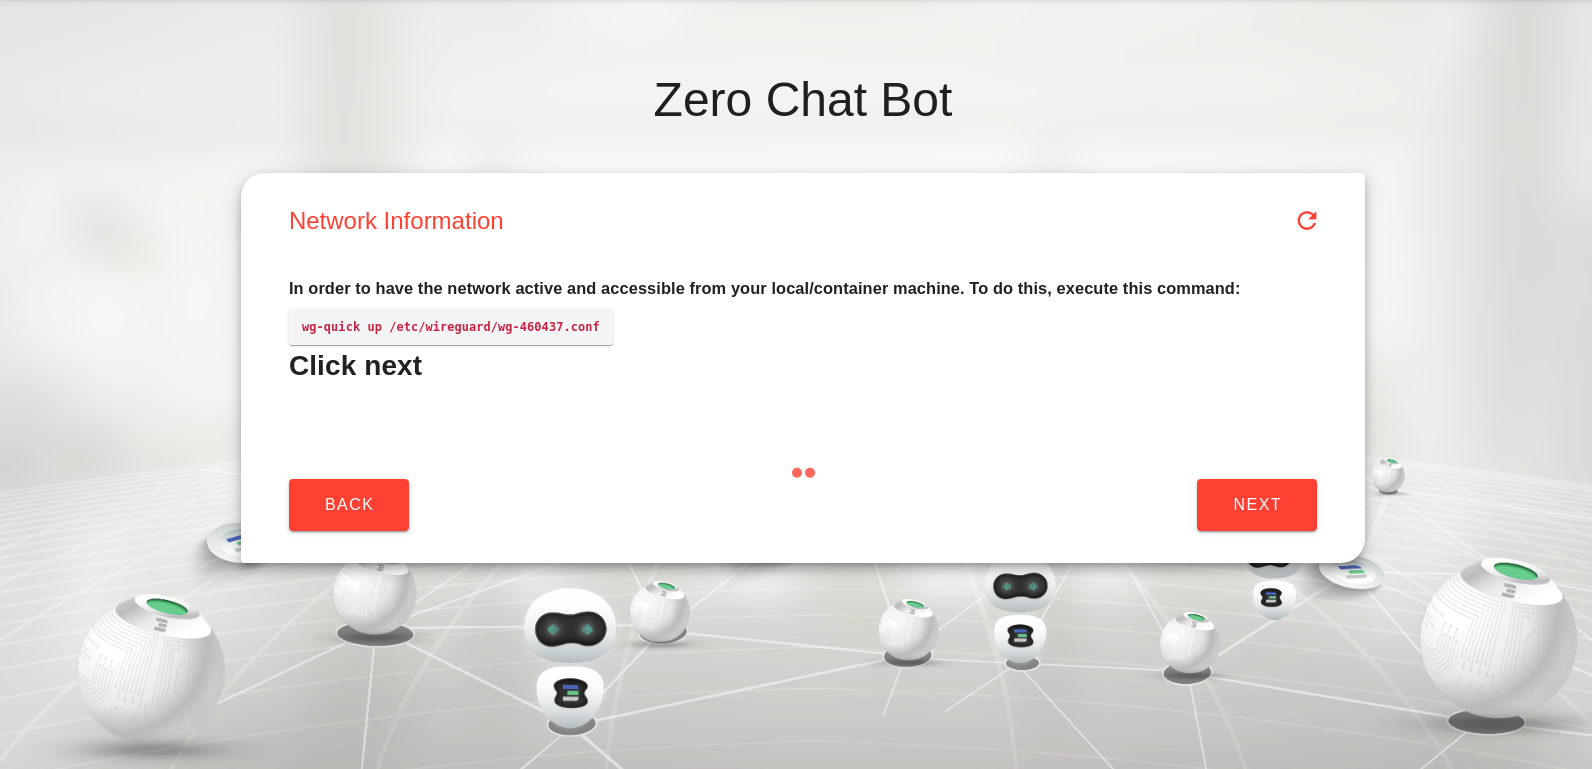 Zero Chat Bot
Network Information
In order to have the network active and accessible from your local/container machine. To do this, execute this command:
wg-quick up /etc/wireguard/wg-460437.conf
Click next
BACK
NEXT